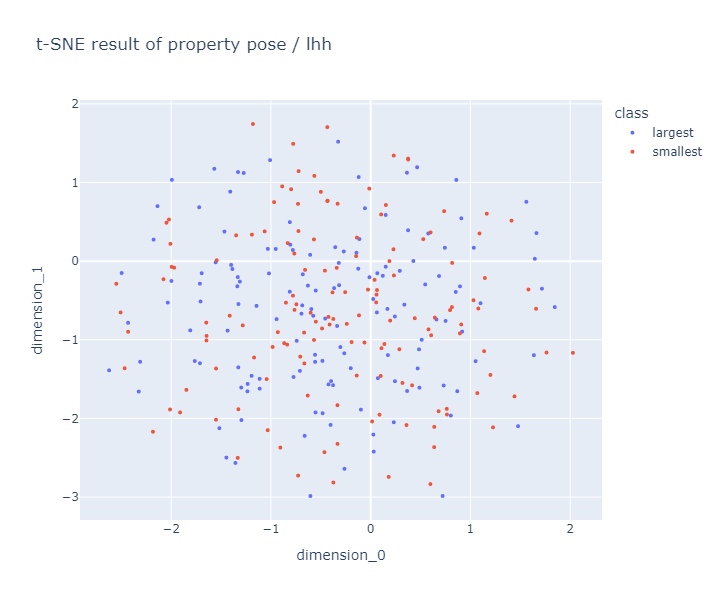 t-SNE result of property pose / lhh
class
largest
smallest
2
1
0
−1
−2
−3
dimension_1
−2
−1
0
1
2
dimension_0